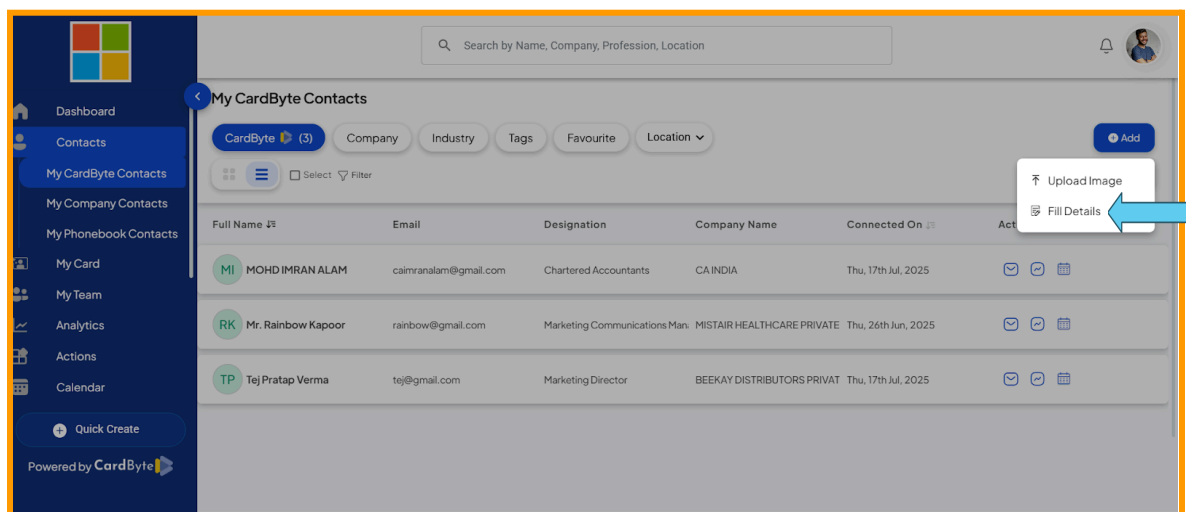 Search by Name, Company, Profession, Location
Dashboard
Contacts
My CardByte Contacts
My Company Contacts
My Phonebook Contacts
My Card
My Team
Analytics
Actions
Calendar
Quick Create
Powered by CardByte
My CardByte Contacts
CardByte (3) Company Industry Tags Favourite Location
Add
Select Filter
Upload Image
Fill Details
Full Name Email Designation Company Name Connected On Act
MI MOHD IMRAN ALAM caimranalam@gmail.com Chartered Accountants CA INDIA Thu, 17th Jul, 2025
RK Mr. Rainbow Kapoor rainbow@gmail.com Marketing Communications Man MISTAIR HEALTHCARE PRIVATE Thu, 26th Jun, 2025
TP Tej Pratap Verma tej@gmail.com Marketing Director BEEKAY DISTRIBUTORS PRIVAT Thu, 17th Jul, 2025